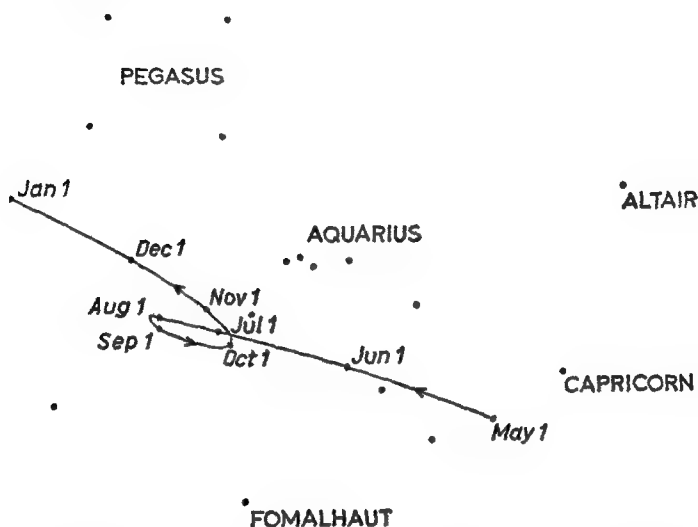 PEGASUS
Jan 1
ALTAIR
AQUARIUS
Dec 1
Nov 1
Aug 1
Jul 1
Sep 1
Oct 1
Jun 1
CAPRICORN
May 1
FOMALHAUT